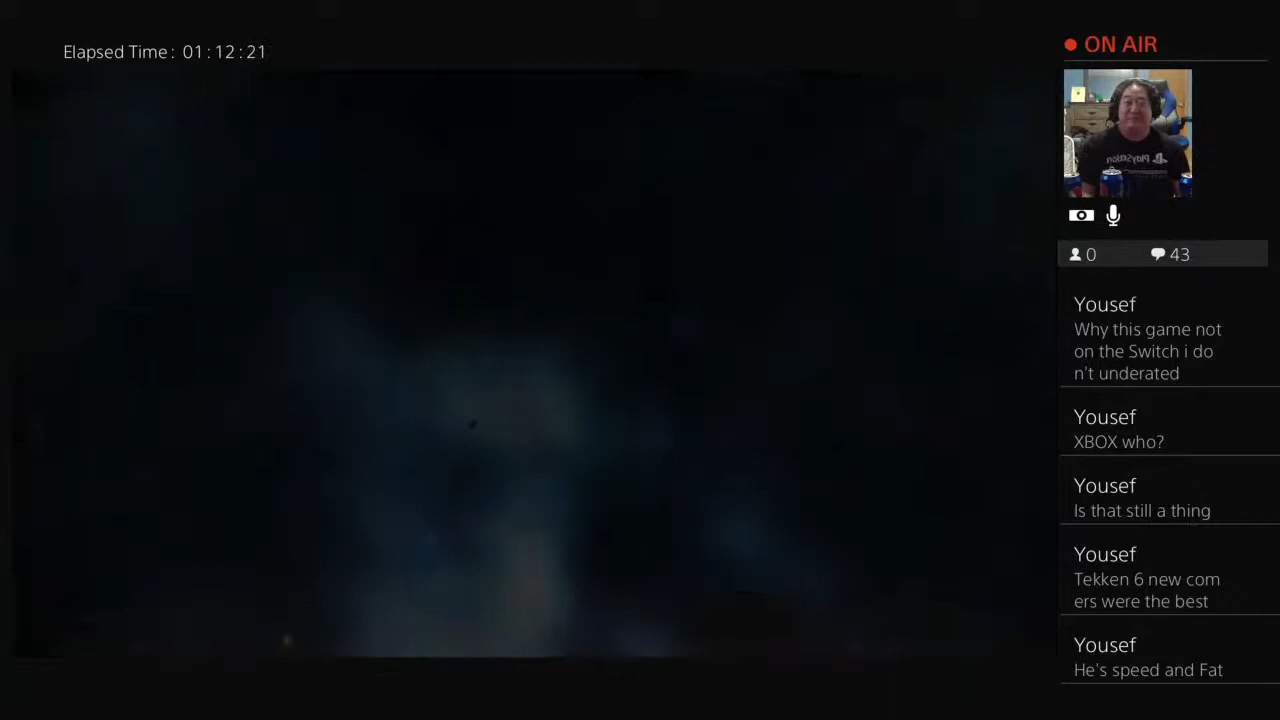 Elapsed Time: 01:12:21
ON AIR
PlayStation
0 43
Yousef
Why this game not
on the Switch i do
n't underated
Yousef
XBOX who?
Yousef
Is that still a thing
Yousef
Tekken 6 new com
ers were the best
Yousef
He's speed and Fat